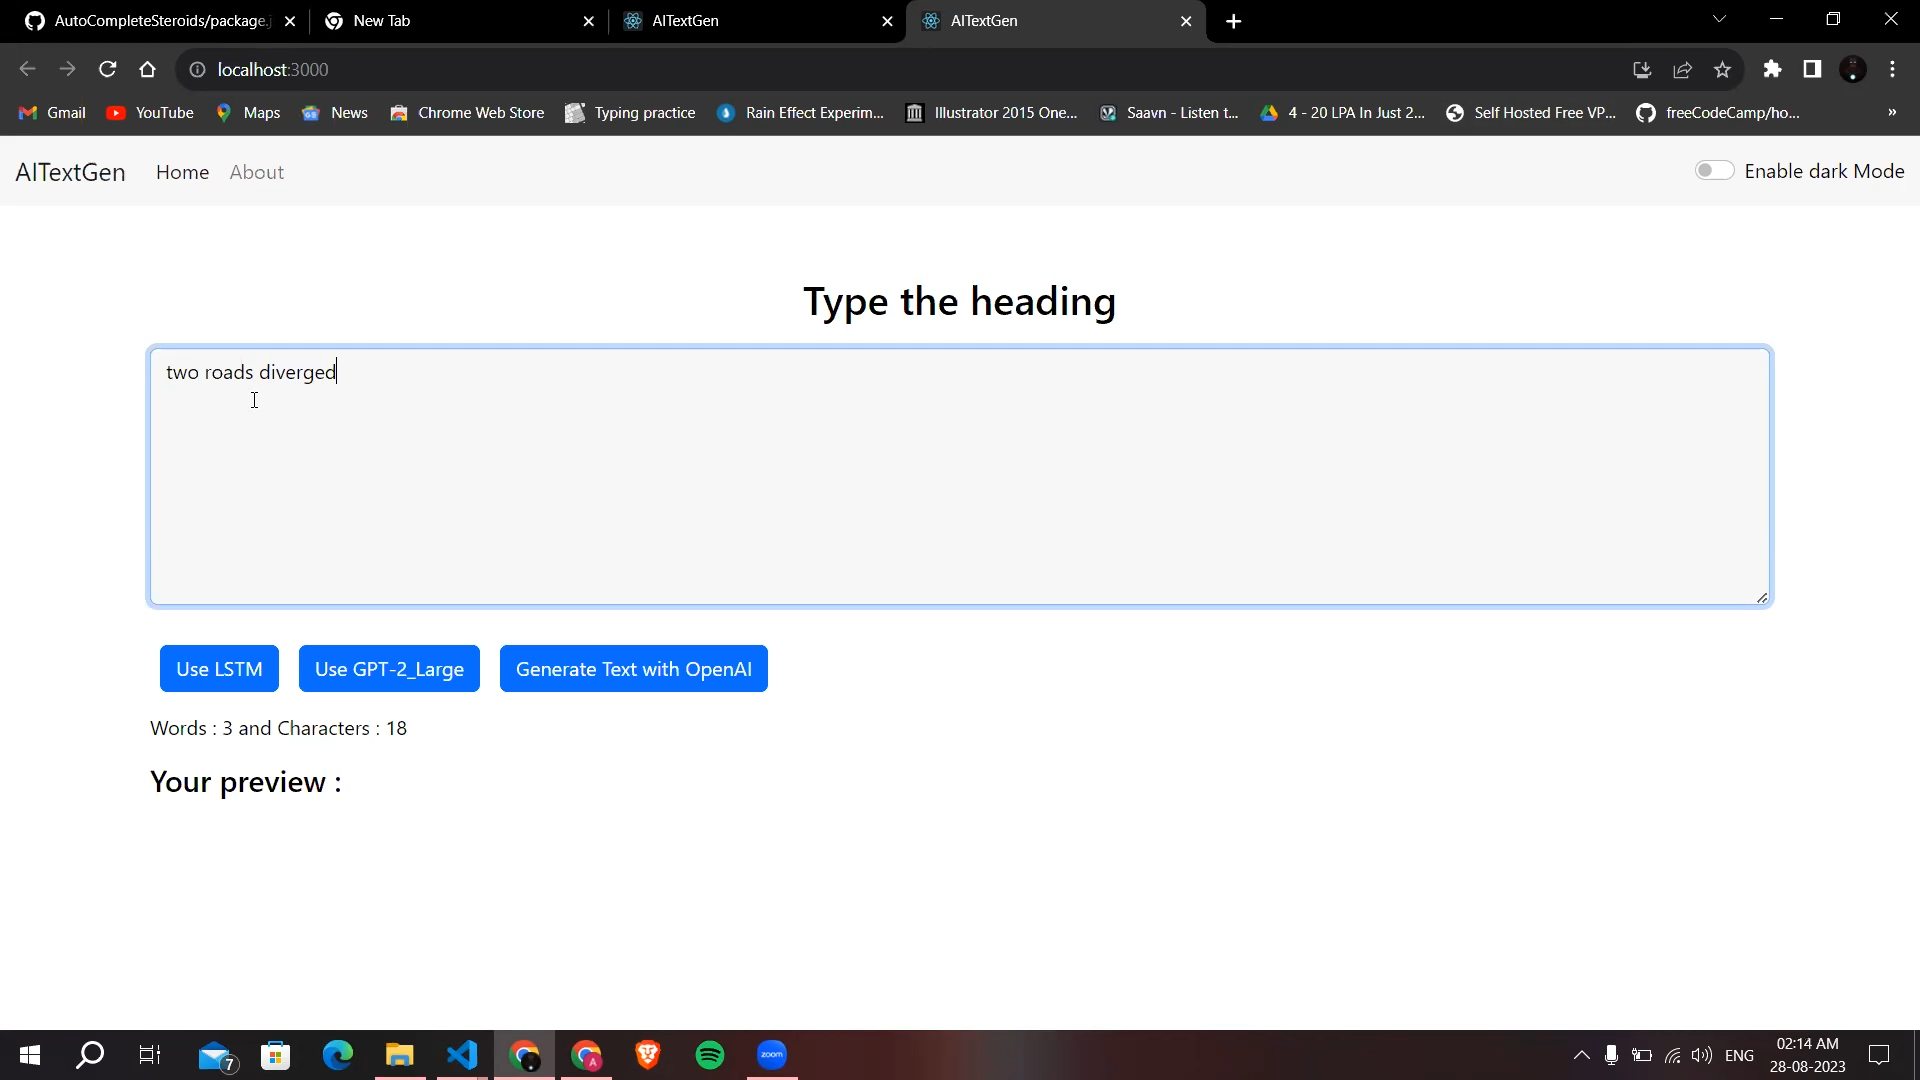 AutoCompleteSteroids/package.j
New Tab
AITextGen
AITextGen
localhost:3000
Gmail
YouTube
Maps
News
Chrome Web Store
Typing practice
Rain Effect Experim...
Illustrator 2015 One...
Saavn - Listen t...
4 - 20 LPA In Just 2...
Self Hosted Free VP...
freeCodeCamp/ho...
»
AITextGen
Home
About
Enable dark Mode
Type the heading
two roads diverged
Use LSTM
Use GPT-2_Large
Generate Text with OpenAI
Words : 3 and Characters : 18
Your preview :
7
A
zoom
ENG
02:14 AM
28-08-2023